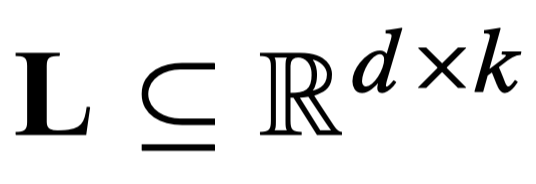 𝐋 ⊆ ℝ^{d×k}